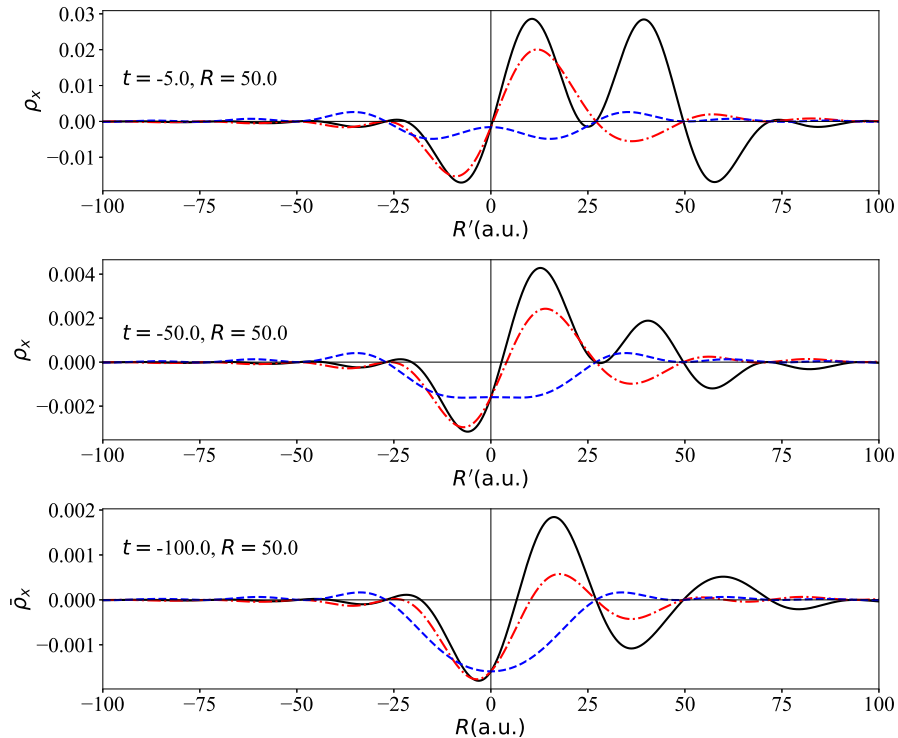 0.03
0.02
0.01
0.00
−0.01
ρₓ
t = -5.0, R = 50.0
−100 −75 −50 −25 0 25 50 75 100
R′(a.u.)
0.004
0.002
0.000
−0.002
ρₓ
t = -50.0, R = 50.0
−100 −75 −50 −25 0 25 50 75 100
R′(a.u.)
0.002
0.001
0.000
−0.001
ρ̄ₓ
t = -100.0, R = 50.0
−100 −75 −50 −25 0 25 50 75 100
R(a.u.)